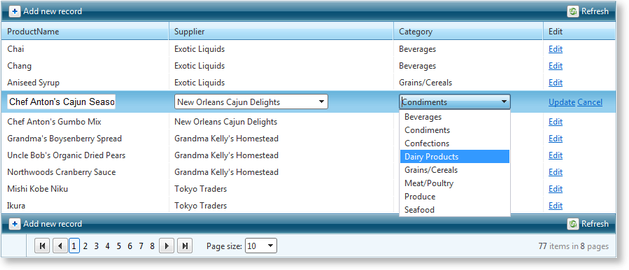 Add new record Refresh
ProductName Supplier Category Edit
Chai Exotic Liquids Beverages Edit
Chang Exotic Liquids Beverages Edit
Aniseed Syrup Exotic Liquids Grains/Cereals Edit
Chef Anton's Cajun Seaso New Orleans Cajun Delights Condiments Update Cancel
Beverages
Chef Anton's Gumbo Mix New Orleans Cajun Delights Condiments Edit
Grandma's Boysenberry Spread Grandma Kelly's Homestead Confections Edit
Uncle Bob's Organic Dried Pears Grandma Kelly's Homestead Dairy Products Edit
Northwoods Cranberry Sauce Grandma Kelly's Homestead Grains/Cereals Edit
Mishi Kobe Niku Tokyo Traders Meat/Poultry Edit
Produce
Ikura Tokyo Traders Seafood Edit
Add new record Refresh
1 2 3 4 5 6 7 8 Page size: 10 77 items in 8 pages